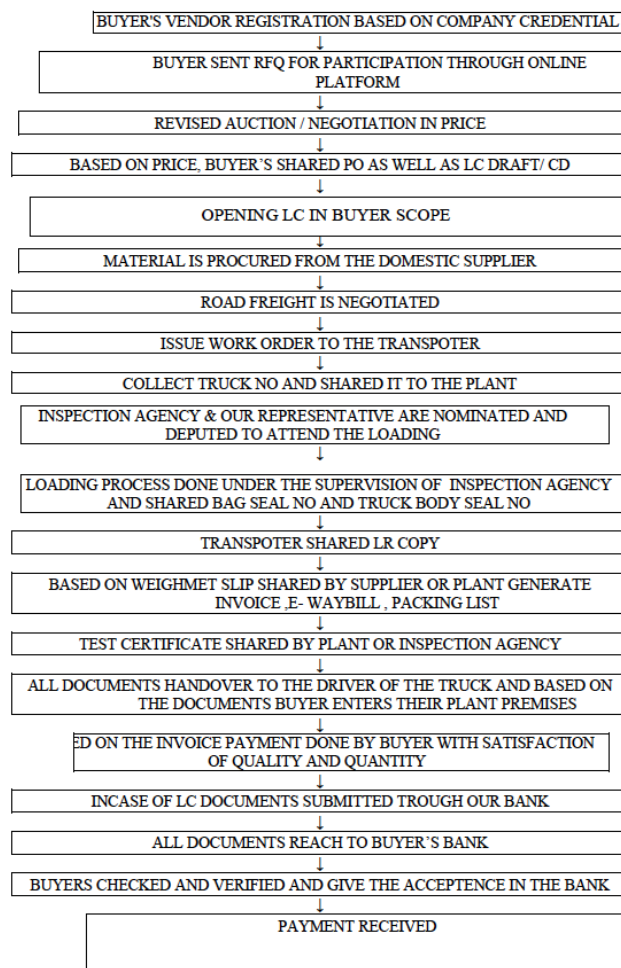 BUYER'S VENDOR REGISTRATION BASED ON COMPANY CREDENTIAL
↓
BUYER SENT RFQ FOR PARTICIPATION THROUGH ONLINE
PLATFORM
↓
REVISED AUCTION / NEGOTIATION IN PRICE
↓
BASED ON PRICE, BUYER'S SHARED PO AS WELL AS LC DRAFT/ CD
↓
OPENING LC IN BUYER SCOPE
↓
MATERIAL IS PROCURED FROM THE DOMESTIC SUPPLIER
↓
ROAD FREIGHT IS NEGOTIATED
↓
ISSUE WORK ORDER TO THE TRANSPOTER
↓
COLLECT TRUCK NO AND SHARED IT TO THE PLANT
↓
INSPECTION AGENCY & OUR REPRESENTATIVE ARE NOMINATED AND
DEPUTED TO ATTEND THE LOADING
↓
LOADING PROCESS DONE UNDER THE SUPERVISION OF INSPECTION AGENCY
AND SHARED BAG SEAL NO AND TRUCK BODY SEAL NO
↓
TRANSPOTER SHARED LR COPY
↓
BASED ON WEIGHMET SLIP SHARED BY SUPPLIER OR PLANT GENERATE
INVOICE ,E- WAYBILL , PACKING LIST
↓
TEST CERTIFICATE SHARED BY PLANT OR INSPECTION AGENCY
↓
ALL DOCUMENTS HANDOVER TO THE DRIVER OF THE TRUCK AND BASED ON
THE DOCUMENTS BUYER ENTERS THEIR PLANT PREMISES
↓
ED ON THE INVOICE PAYMENT DONE BY BUYER WITH SATISFACTION
OF QUALITY AND QUANTITY
↓
INCASE OF LC DOCUMENTS SUBMITTED TROUGH OUR BANK
↓
ALL DOCUMENTS REACH TO BUYER'S BANK
↓
BUYERS CHECKED AND VERIFIED AND GIVE THE ACCEPTENCE IN THE BANK
↓
PAYMENT RECEIVED